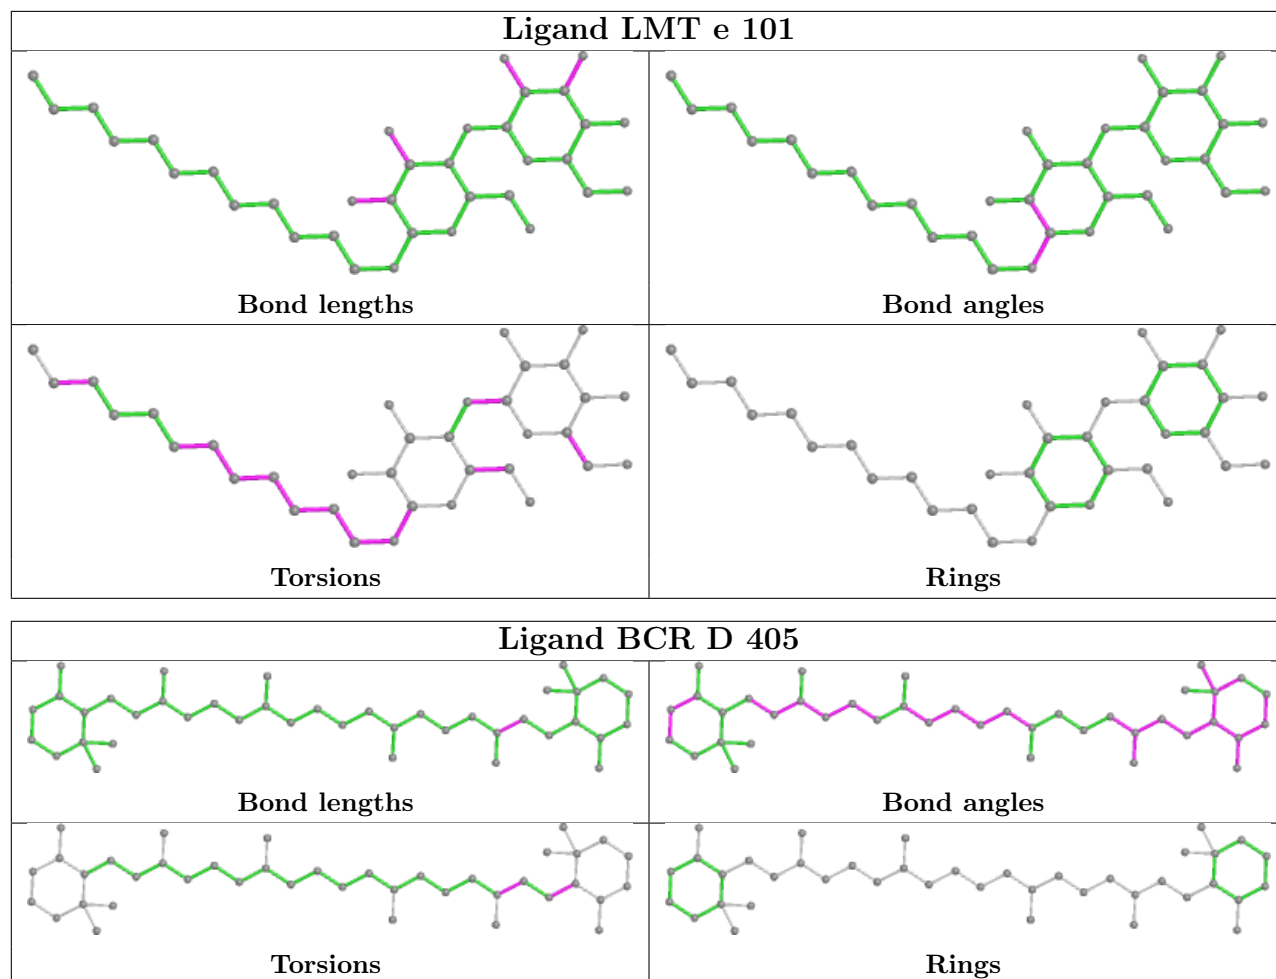 Ligand LMT e 101
Bond lengths
Bond angles
Torsions
Rings
Ligand BCR D 405
Bond lengths
Bond angles
Torsions
Rings